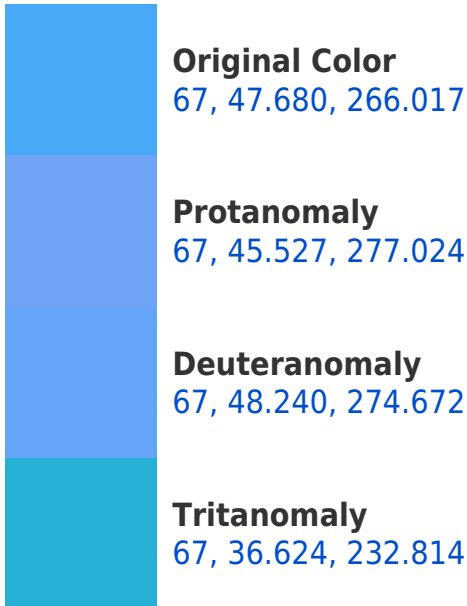 Original Color
67, 47.680, 266.017
Protanomaly
67, 45.527, 277.024
Deuteranomaly
67, 48.240, 274.672
Tritanomaly
67, 36.624, 232.814